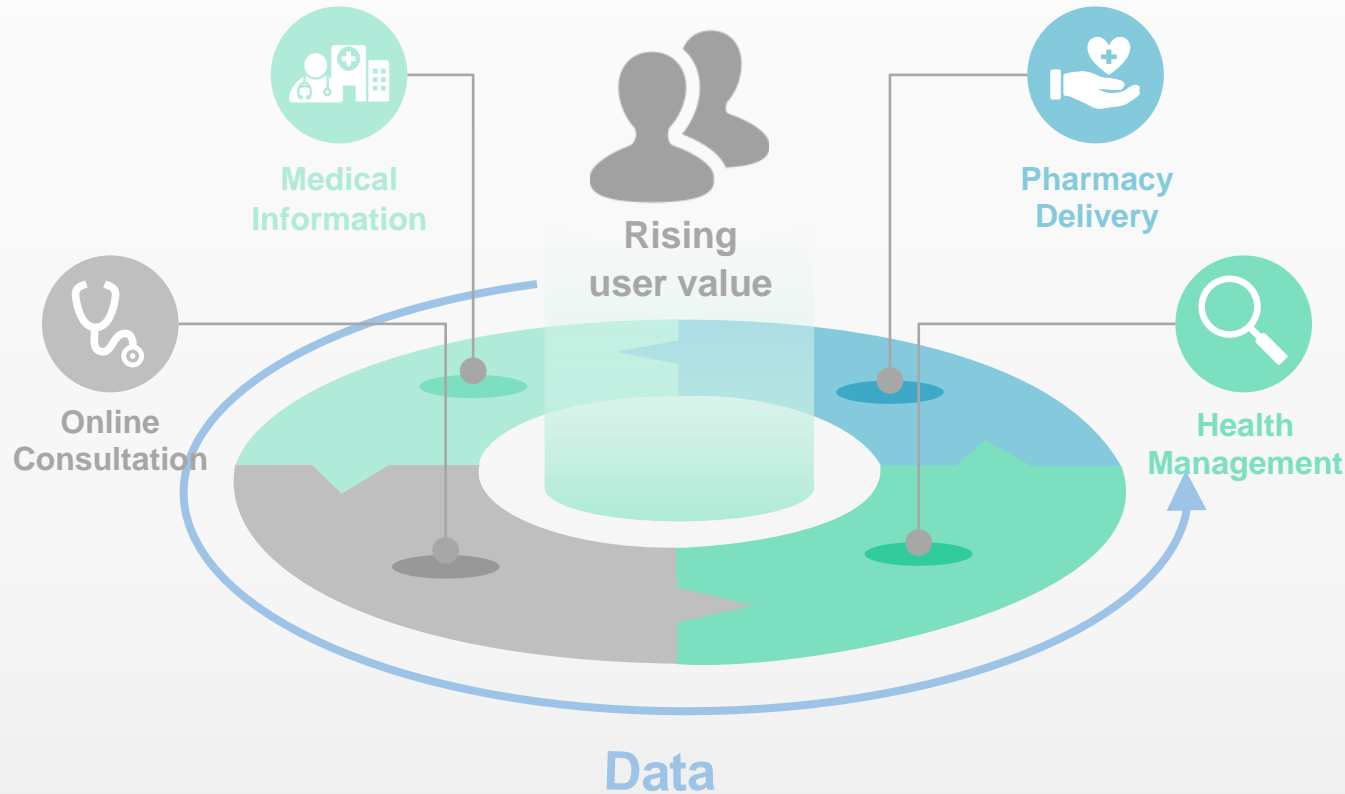 Medical
Information
Rising
user value
Pharmacy
Delivery
Online
Consultation
Health
Management
Data